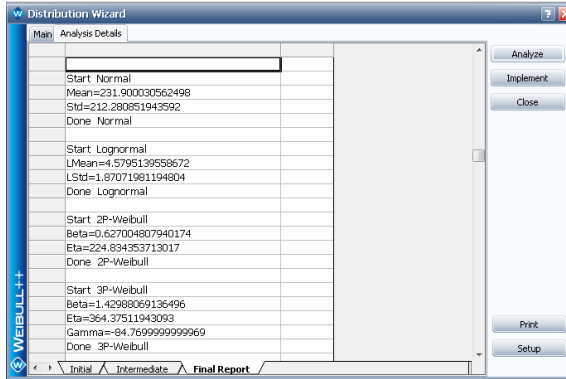 Distribution Wizard
Main Analysis Details
Start Normal
Mean=231.900030562498
Std=212.280851943592
Done Normal
Start Lognormal
LMean=4.5795139558672
LStd=1.87071981194804
Done Lognormal
Start 2P-Weibull
Beta=0.627004807940174
Eta=224.834353713017
Done 2P-Weibull
Start 3P-Weibull
Beta=1.42988069136496
Eta=364.37511943093
Gamma=-84.7699999999969
Done 3P-Weibull
Initial Intermediate Final Report
Analyze
Implement
Close
Print
Setup
WEIBULL++